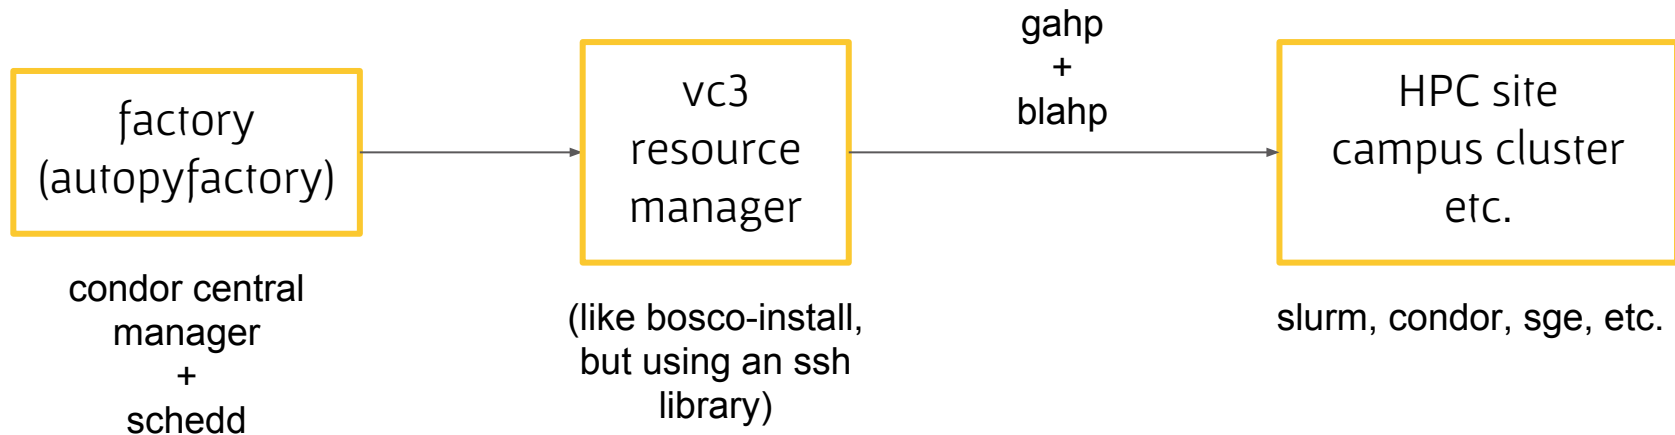 factory
(autopyfactory)
condor central
manager
+
schedd
vc3
resource
manager
(like bosco-install,
but using an ssh
library)
gahp
+
blahp
HPC site
campus cluster
etc.
slurm, condor, sge, etc.